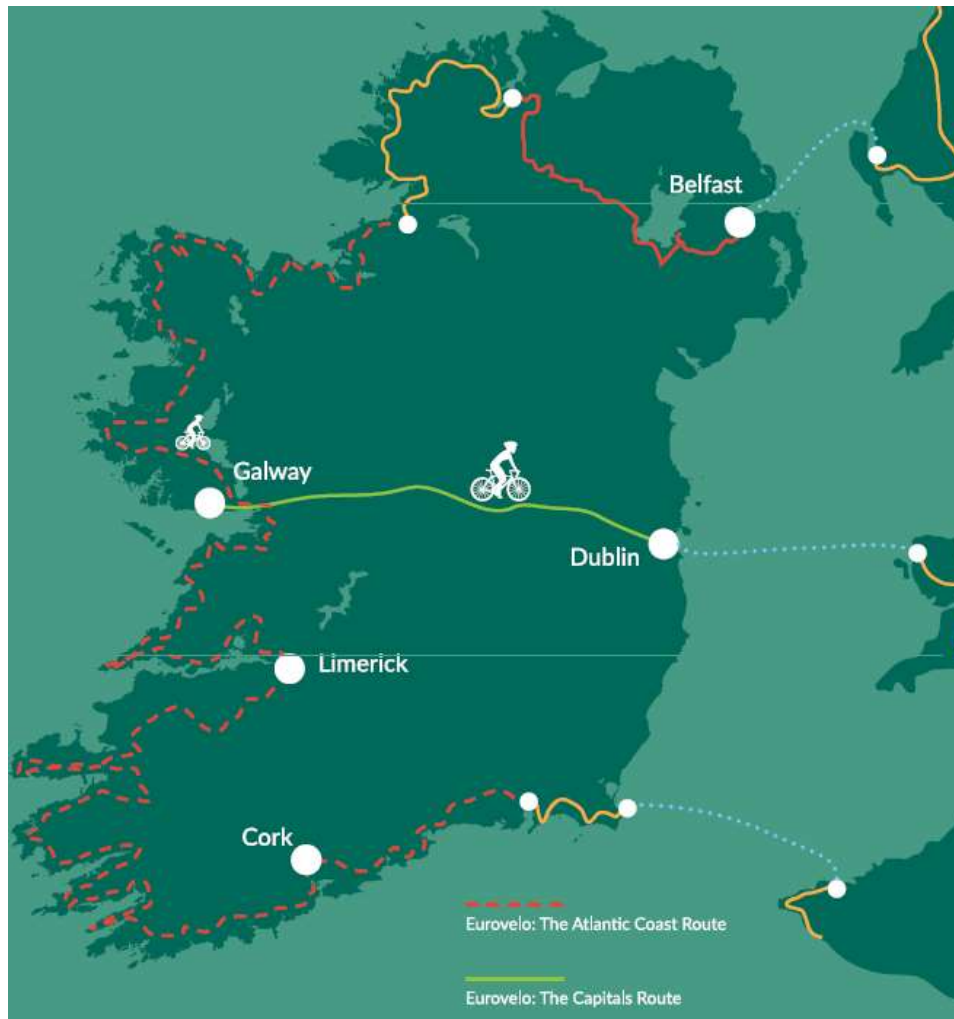 Belfast
Galway
Dublin
Limerick
Cork
Eurovelo: The Atlantic Coast Route
Eurovelo: The Capitals Route